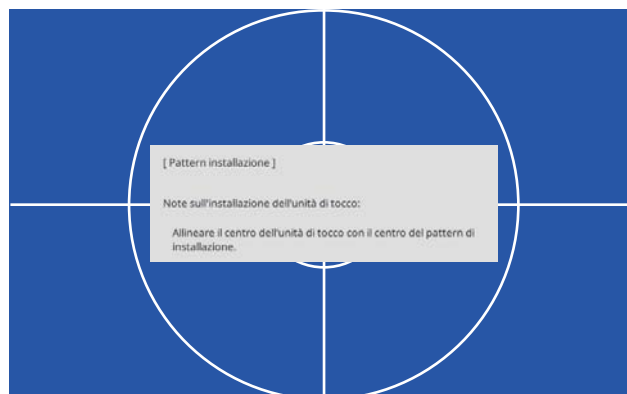 [ Pattern installazione ]
Note sull'installazione dell'unità di tocco:
Allineare il centro dell'unità di tocco con il centro del pattern di
installazione.